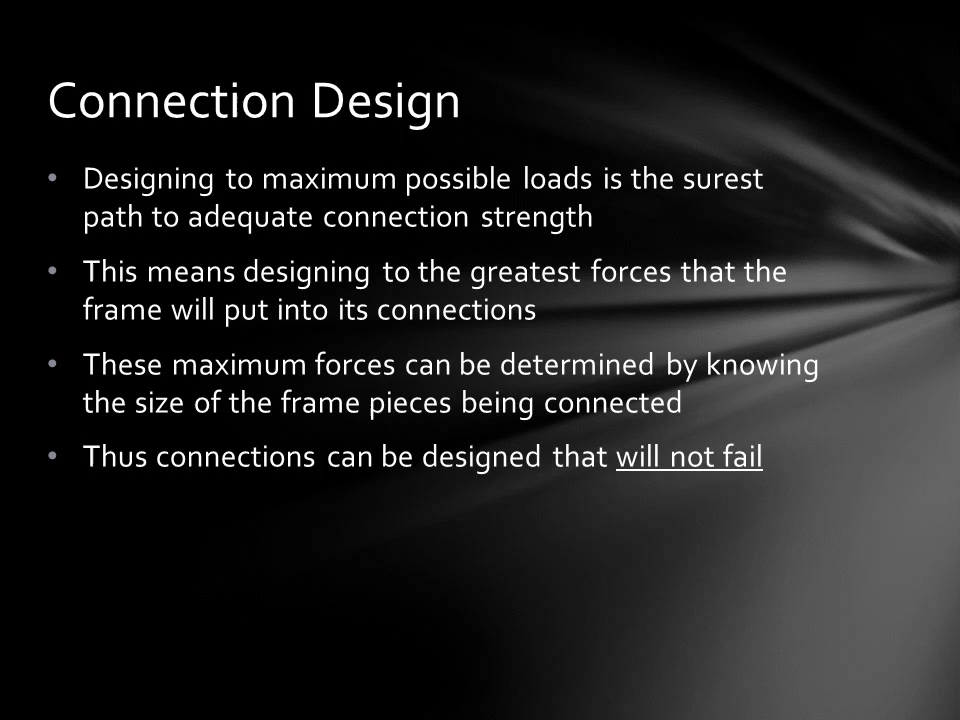 Connection Design
• Designing to maximum possible loads is the surest
path to adequate connection strength
• This means designing to the greatest forces that the
frame will put into its connections
• These maximum forces can be determined by knowing
the size of the frame pieces being connected
• Thus connections can be designed that will not fail